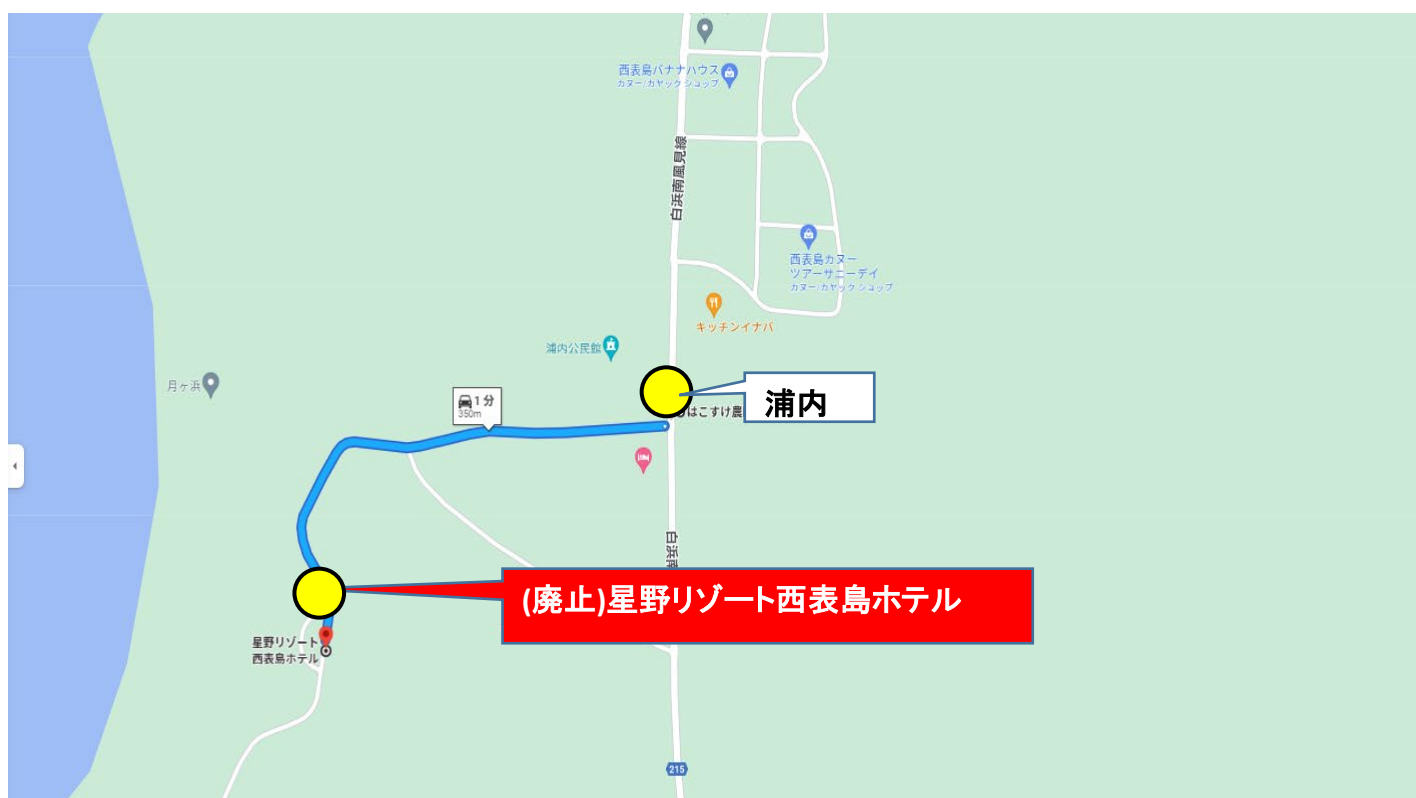 西表島バナナハウス
カヌー/カヤック ショップ
白浜南風見線
西表島カヌー
ツアーサニーデイ
カヌー/カヤック ショップ
キッチンイナバ
浦内公民館
月ヶ浜
1 分
350m
浦内
はこすけ農
白浜南
(廃止)星野リゾート西表島ホテル
星野リゾート
西表島ホテル
215